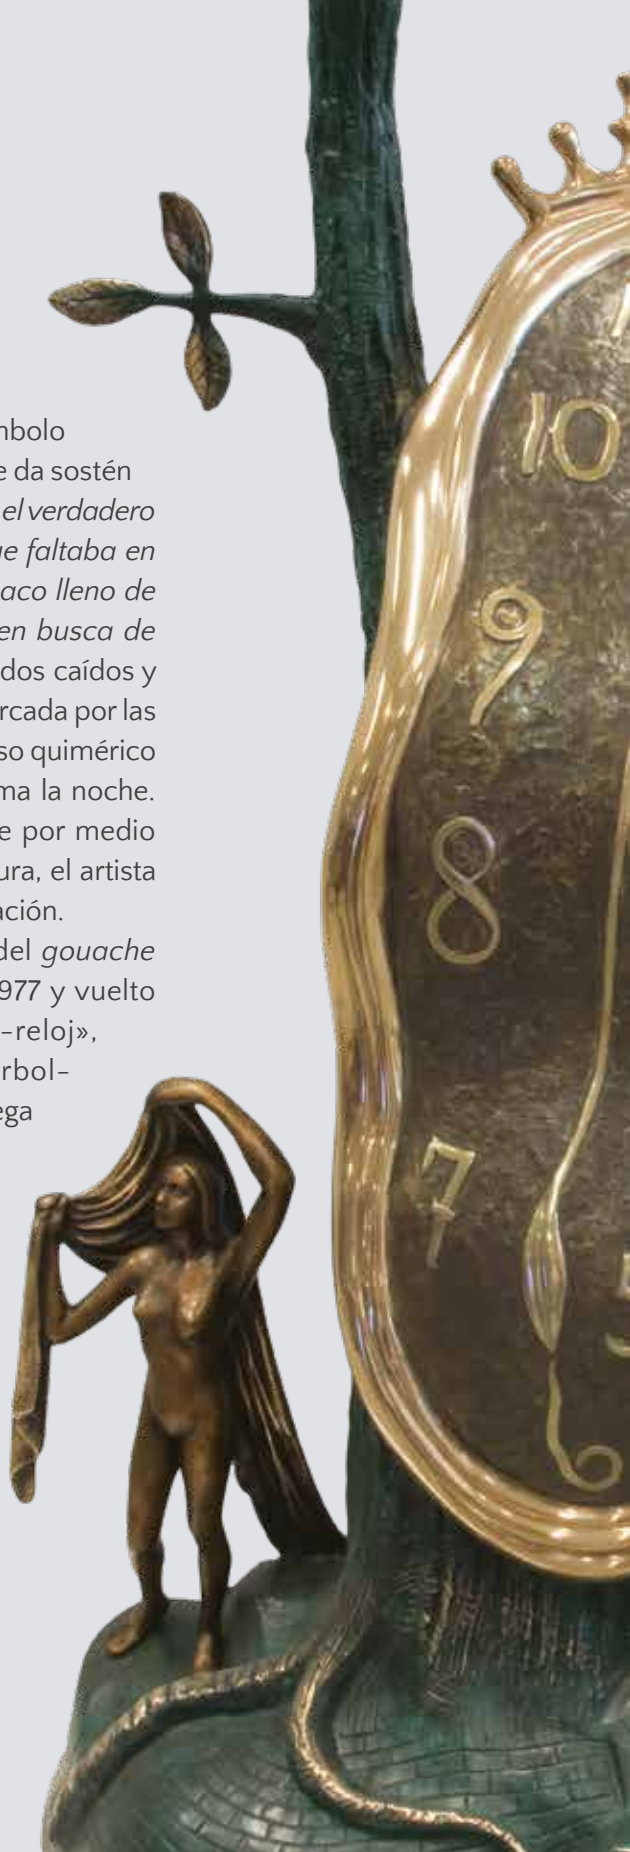 nbolo
e da sostén
el verdadero
ue faltaba en
aco lleno de
en busca de
dos caídos y
rcada por las
so quimérico
ma la noche.
e por medio
ura, el artista
ación.
del gouache
977 y vuelto
-reloj»,
rbol-
ega
10
9
8
7
6